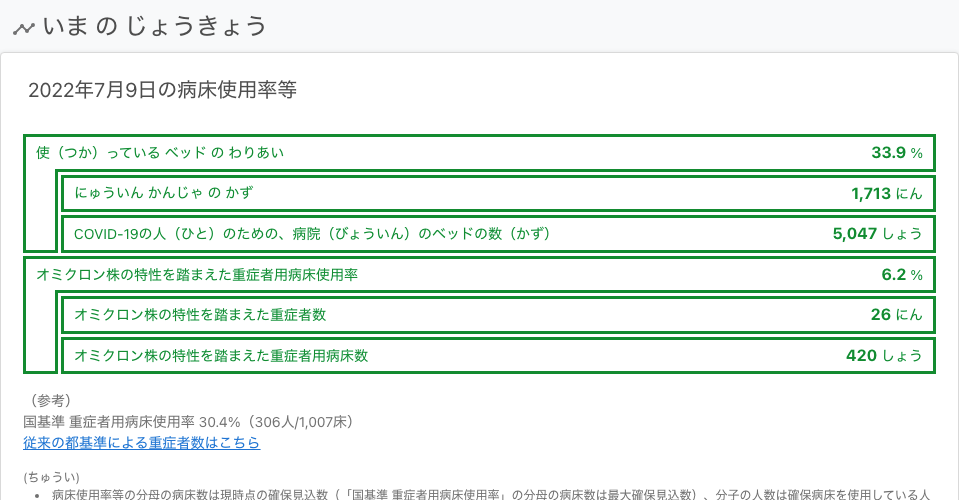 いま の じょうきょう
2022年7月9日の病床使用率等
使（つか）っている ベッド の わりあい 33.9 %
にゅういん かんじゃ の かず 1,713 にん
COVID-19の人（ひと）のための、病院（びょういん）のベッドの数（かず） 5,047 しょう
オミクロン株の特性を踏まえた重症者用病床使用率 6.2 %
オミクロン株の特性を踏まえた重症者数 26 にん
オミクロン株の特性を踏まえた重症者用病床数 420 しょう
（参考）
国基準 重症者用病床使用率 30.4%（306人/1,007床）
従来の都基準による重症者数はこちら
(ちゅうい)
• 病床使用率等の分母の病床数は現時点の確保見込数（「国基準 重症者用病床使用率」の分母の病床数は最大確保見込数）、分子の人数は確保病床を使用している人